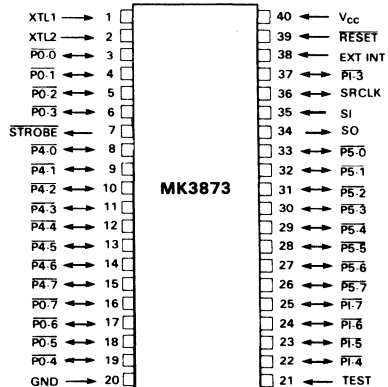 XTL1 1 40 Vcc
XTL2 2 39 RESET
P0-0 3 38 EXT INT
P0-1 4 37 P1-3
P0-2 5 36 SRCLK
P0-3 6 35 SI
STROBE 7 34 SO
P4-0 8 33 P5-0
P4-1 9 32 P5-1
P4-2 10 MK3873 31 P5-2
P4-3 11 30 P5-3
P4-4 12 29 P5-4
P4-5 13 28 P5-5
P4-6 14 27 P5-6
P4-7 15 26 P5-7
P0-7 16 25 P1-7
P0-6 17 24 P1-6
P0-5 18 23 P1-5
P0-4 19 22 P1-4
GND 20 21 TEST